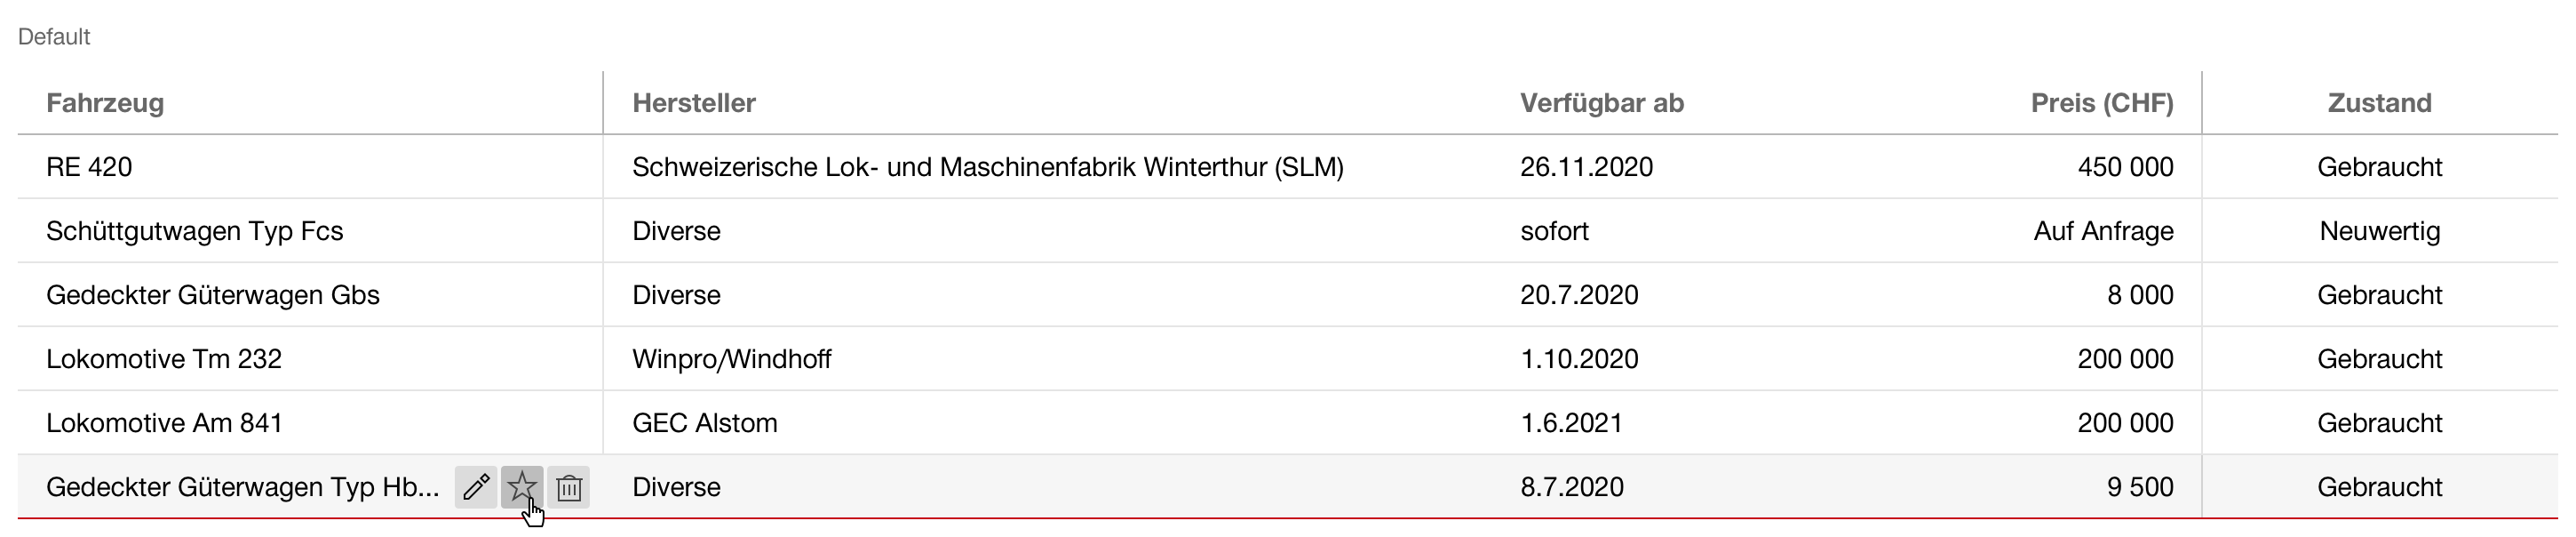 Default
Fahrzeug Hersteller Verfügbar ab Preis (CHF) Zustand
RE 420 Schweizerische Lok- und Maschinenfabrik Winterthur (SLM) 26.11.2020 450 000 Gebraucht
Schüttgutwagen Typ Fcs Diverse sofort Auf Anfrage Neuwertig
Gedeckter Güterwagen Gbs Diverse 20.7.2020 8 000 Gebraucht
Lokomotive Tm 232 Winpro/Windhoff 1.10.2020 200 000 Gebraucht
Lokomotive Am 841 GEC Alstom 1.6.2021 200 000 Gebraucht
Gedeckter Güterwagen Typ Hb... Diverse 8.7.2020 9 500 Gebraucht